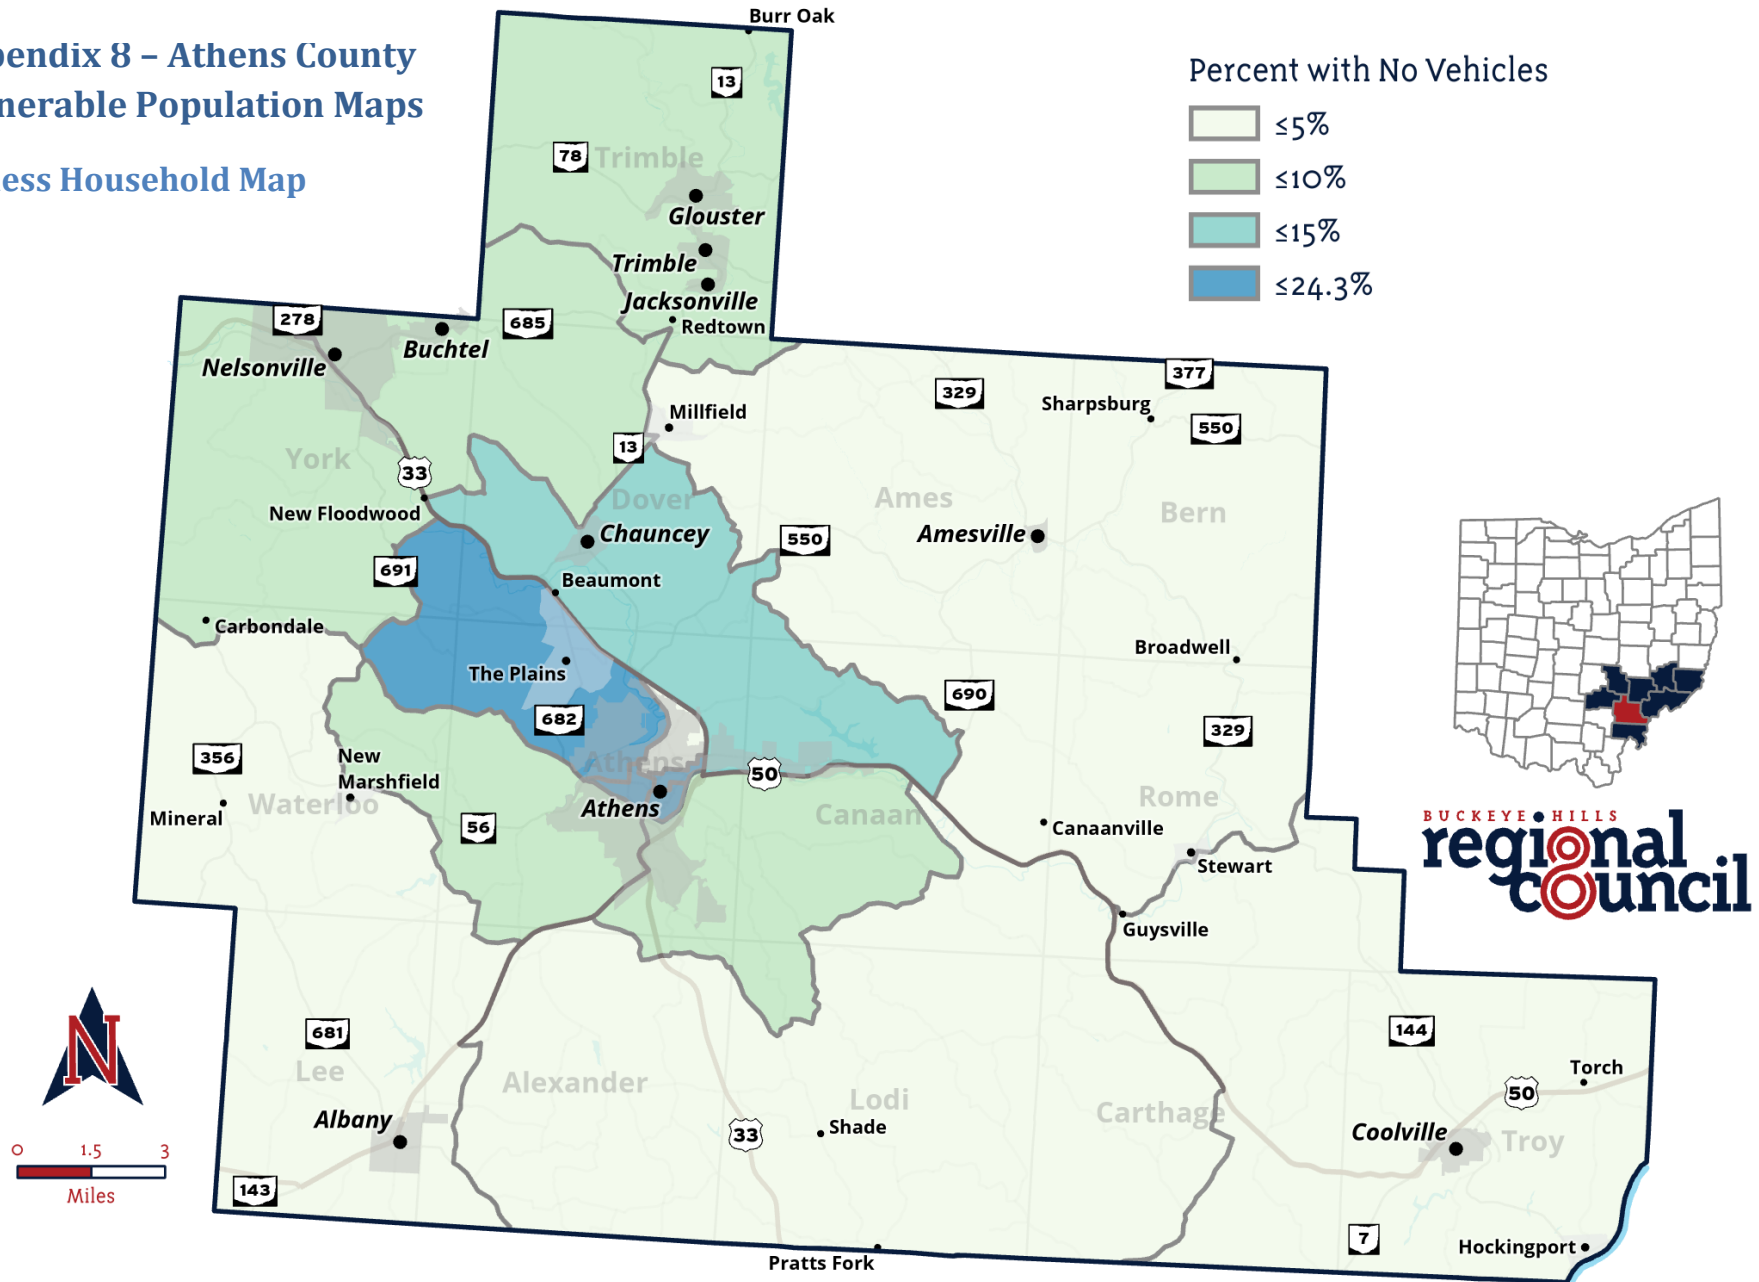 pendix 8 – Athens County
nerable Population Maps
ess Household Map
Percent with No Vehicles
≤5%
≤10%
≤15%
≤24.3%
Burr Oak
13
78
Trimble
Glouster
Trimble
Jacksonville
Redtown
278
685
Buchtel
Nelsonville
377
329
Sharpsburg
550
Millfield
13
York
33
Dover
Ames
Bern
New Floodwood
Chauncey
550
Amesville
691
Beaumont
Carbondale
Broadwell
The Plains
690
682
329
356
New
Marshfield
Athens
50
Waterloo
Rome
Mineral
Athens
Canaan
56
Canaanville
Stewart
Guysville
BUCKEYE HILLS
regional
council
N
681
144
Lee
Alexander
Lodi
Carthage
Torch
50
Albany
33
Shade
Coolville
Troy
0 1.5 3
Miles
143
7
Hockingport
Pratts Fork